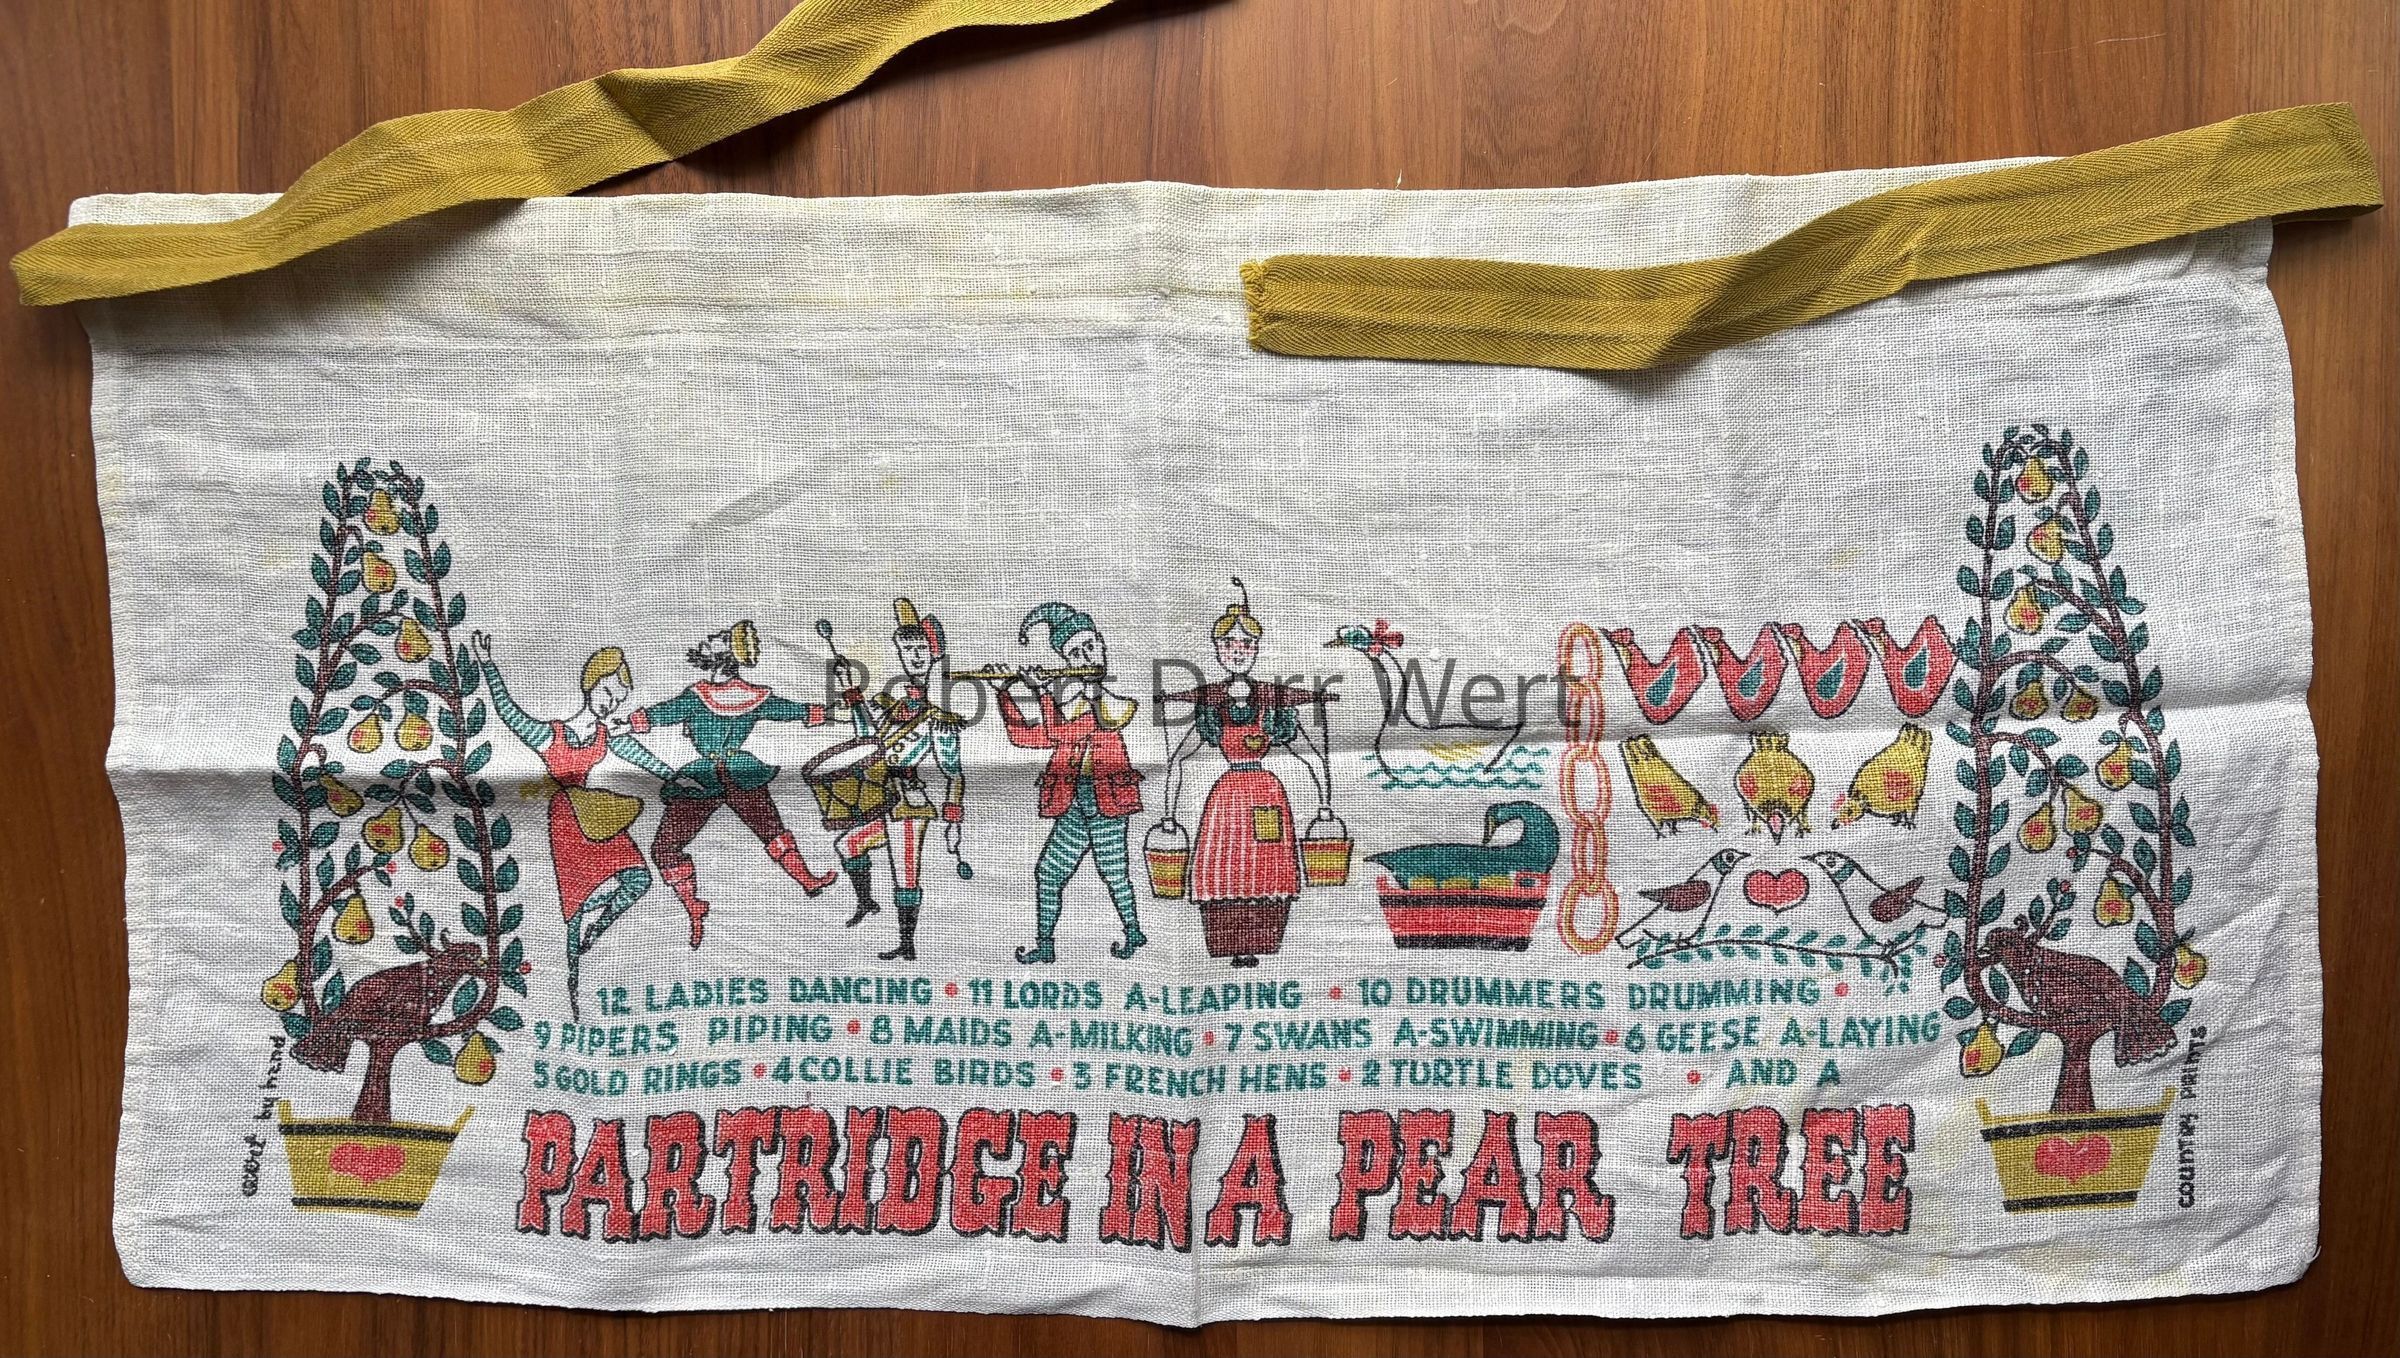 Robert Dorr Wert
12 LADIES DANCING • 11 LORDS A-LEAPING • 10 DRUMMERS DRUMMING •
9 PIPERS PIPING • 8 MAIDS A-MILKING • 7 SWANS A-SWIMMING • 6 GEESE A-LAYING
5 GOLD RINGS • 4 COLLIE BIRDS • 3 FRENCH HENS • 2 TURTLE DOVES • AND A
PARTRIDGE IN A PEAR TREE
by hand
country prints